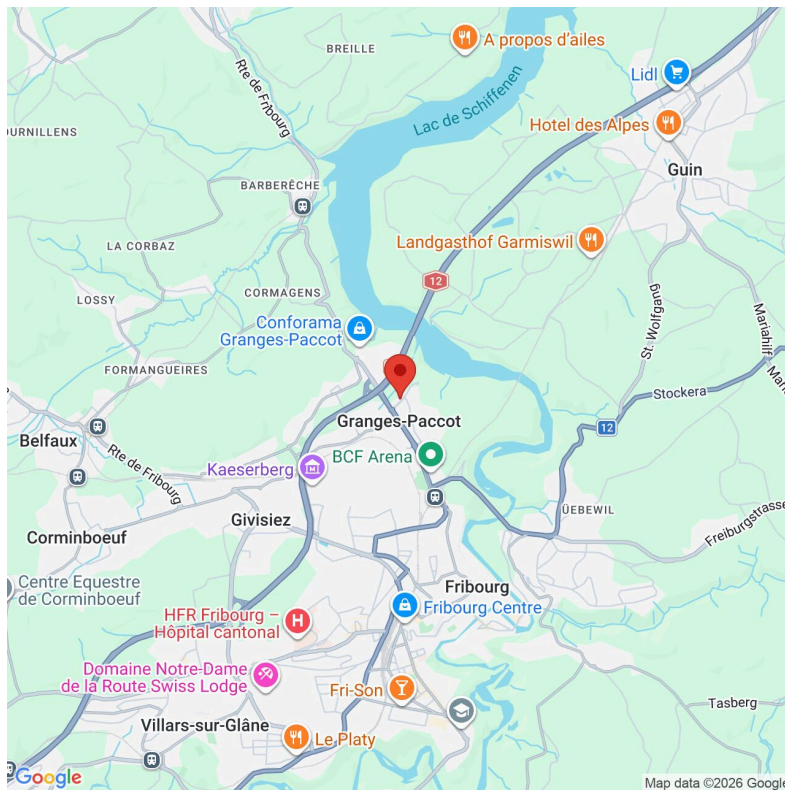 BREILLE
A propos d'ailes
Rte de Fribourg
Lac de Schiffenen
Lidl
OURNILLENS
Hotel des Alpes
Guin
BARBERÊCHE
LA CORBAZ
Landgasthof Garmiswil
12
CORMAGENS
LOSSY
St. Wolfgang
Mariahilf
Conforama
Granges-Paccot
FORMANGUEIRES
Stockera
Granges-Paccot
12
Belfaux
BCF Arena
Rte de Fribourg
Kaeserberg
M
Givisiez
ÜEBEWIL
Freiburgstrasse
Corminboeuf
Centre Equestre
de Corminboeuf
Fribourg
Fribourg Centre
HFR Fribourg –
Hôpital cantonal
H
Domaine Notre-Dame
de la Route Swiss Lodge
Fri-Son
Tasberg
Villars-sur-Glâne
Le Platy
Google
Map data ©2026 Google